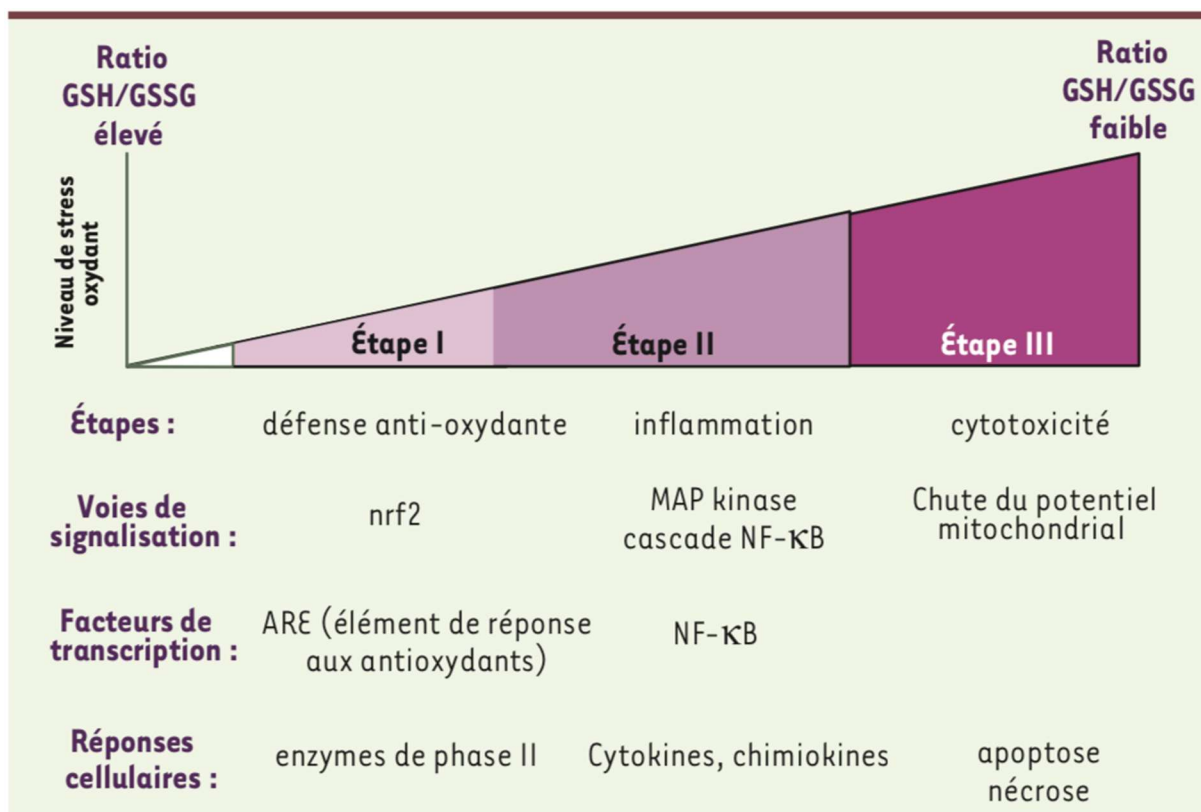 Ratio
GSH/GSSG
élevé
Ratio
GSH/GSSG
faible
Niveau de stress
oxydant
Étape I
Étape II
Étape III
Étapes :
défense anti-oxydante
inflammation
cytotoxicité
Voies de
signalisation :
nrf2
MAP kinase
cascade NF-κB
Chute du potentiel
mitochondrial
Facteurs de
transcription :
ARE (élément de réponse
aux antioxydants)
NF-κB
Réponses
cellulaires :
enzymes de phase II
Cytokines, chimiokines
apoptose
nécrose